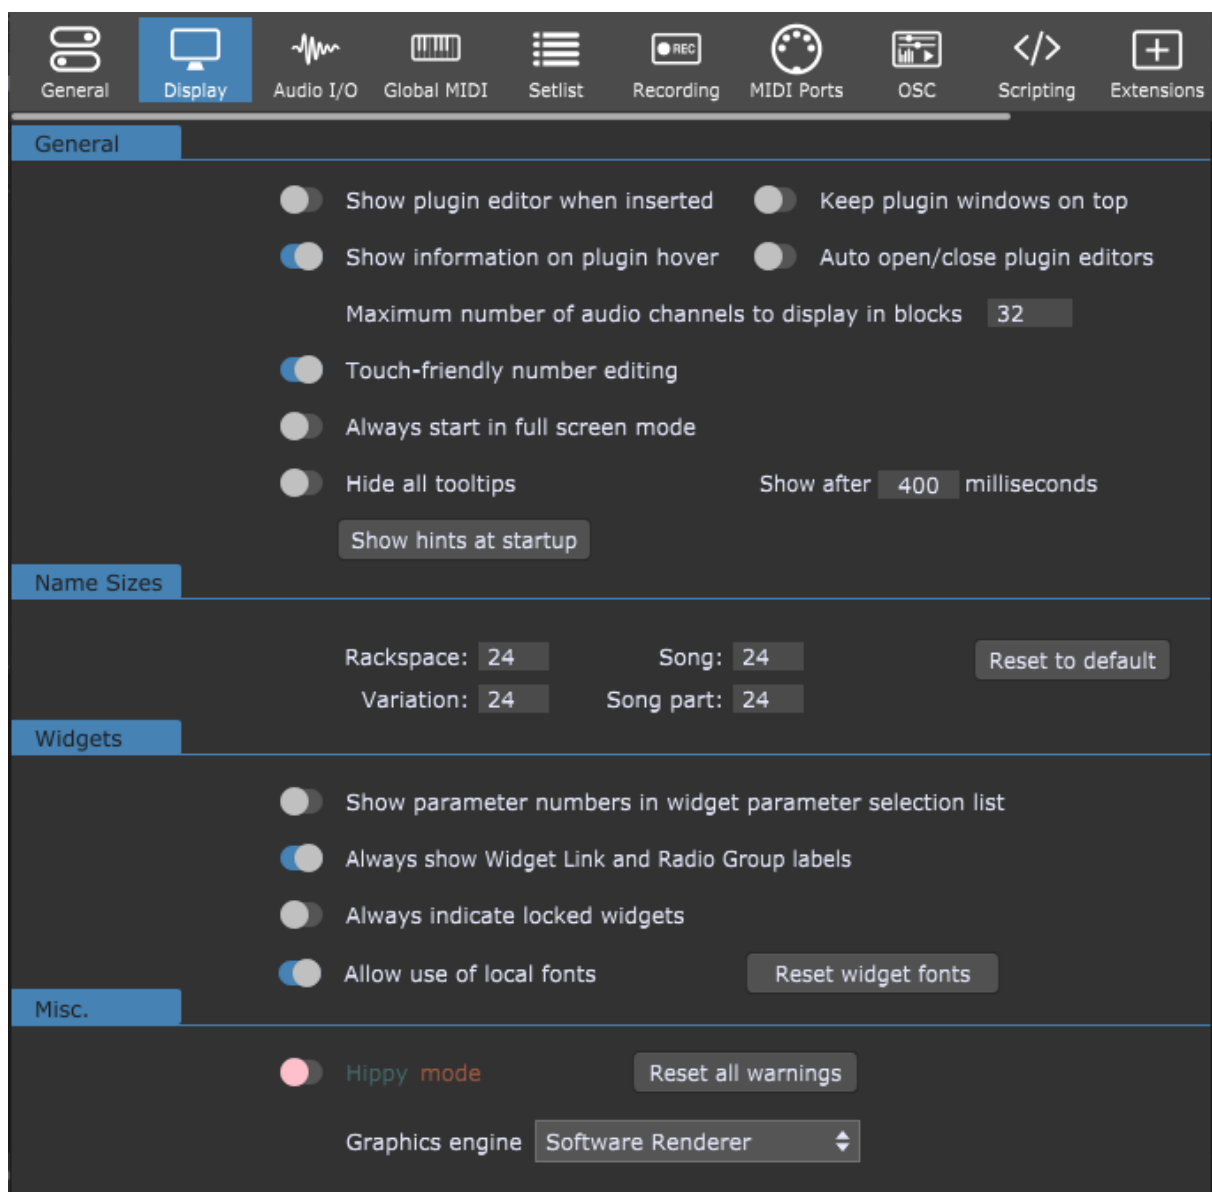 General Display Audio I/O Global MIDI Setlist REC Recording MIDI Ports OSC </> Scripting Extensions
General
Show plugin editor when inserted Keep plugin windows on top
Show information on plugin hover Auto open/close plugin editors
Maximum number of audio channels to display in blocks 32
Touch-friendly number editing
Always start in full screen mode
Hide all tooltips Show after 400 milliseconds
Show hints at startup
Name Sizes
Rackspace: 24 Song: 24 Reset to default
Variation: 24 Song part: 24
Widgets
Show parameter numbers in widget parameter selection list
Always show Widget Link and Radio Group labels
Always indicate locked widgets
Allow use of local fonts Reset widget fonts
Misc.
Hippy mode Reset all warnings
Graphics engine Software Renderer